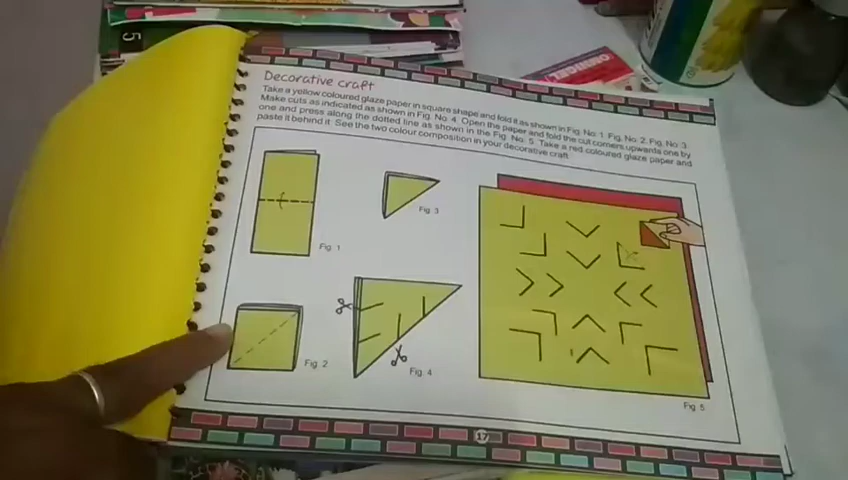 5
Decorative craft
Take a yellow coloured glaze paper in square shape and fold it as shown in Fig. No. 1. Fig. No. 2. Fig. No. 3.
Make cuts as indicated as shown in Fig. No. 4. Open the paper and fold the cut corners upwards one by
one and press along the dotted line as shown in the Fig. No. 5. Take a red coloured glaze paper and
paste it behind it. See the two colour composition in your decorative craft.
Fig. 1
Fig. 3
Fig. 2
Fig. 4
Fig. 5
17